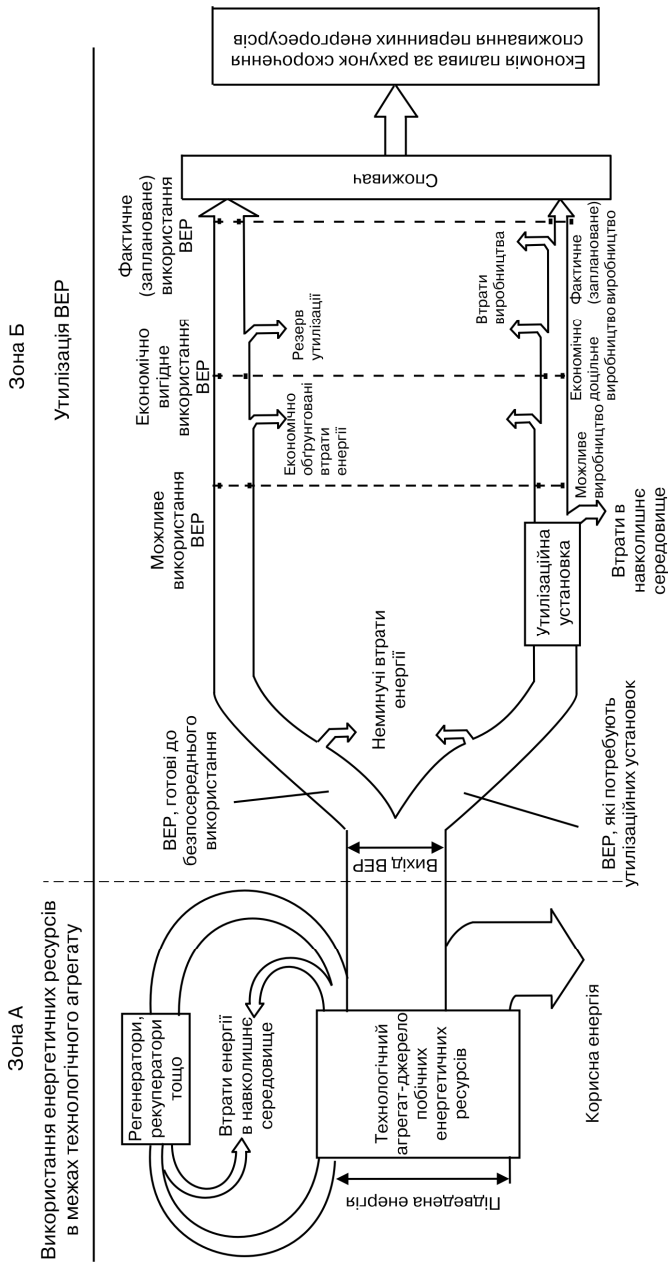 Зона А
Використання енергетичних ресурсів
в межах технологічного агрегату
Зона Б
Утилізація ВЕР
Регенератори,
рекуператори
тощо
Втрати енергії
в навколишнє
середовище
Технологічний
агрегат-джерело
побічних
енергетичних
ресурсів
Підведена енергія
Корисна енергія
Вихід ВЕР
ВЕР, готові до
безпосереднього
використання
ВЕР, які потребують
утилізаційних установок
Неминучі втрати
енергії
Утилізаційна
установка
Втрати в
навколишнє
середовище
Можливе
використання
ВЕР
Економічно
вигідне
використання
ВЕР
Фактичне
(заплановане)
використання
ВЕР
Економічно
обґрунговані
втрати
енергії
Резерв
утилізації
Втрати
виробництва
Можливе
виробництво
Економічно
доцільне
виробництво
Фактичне
(заплановане)
виробництво
Споживач
Економія палива за рахунок скорочення
споживання первинних енергоресурсів